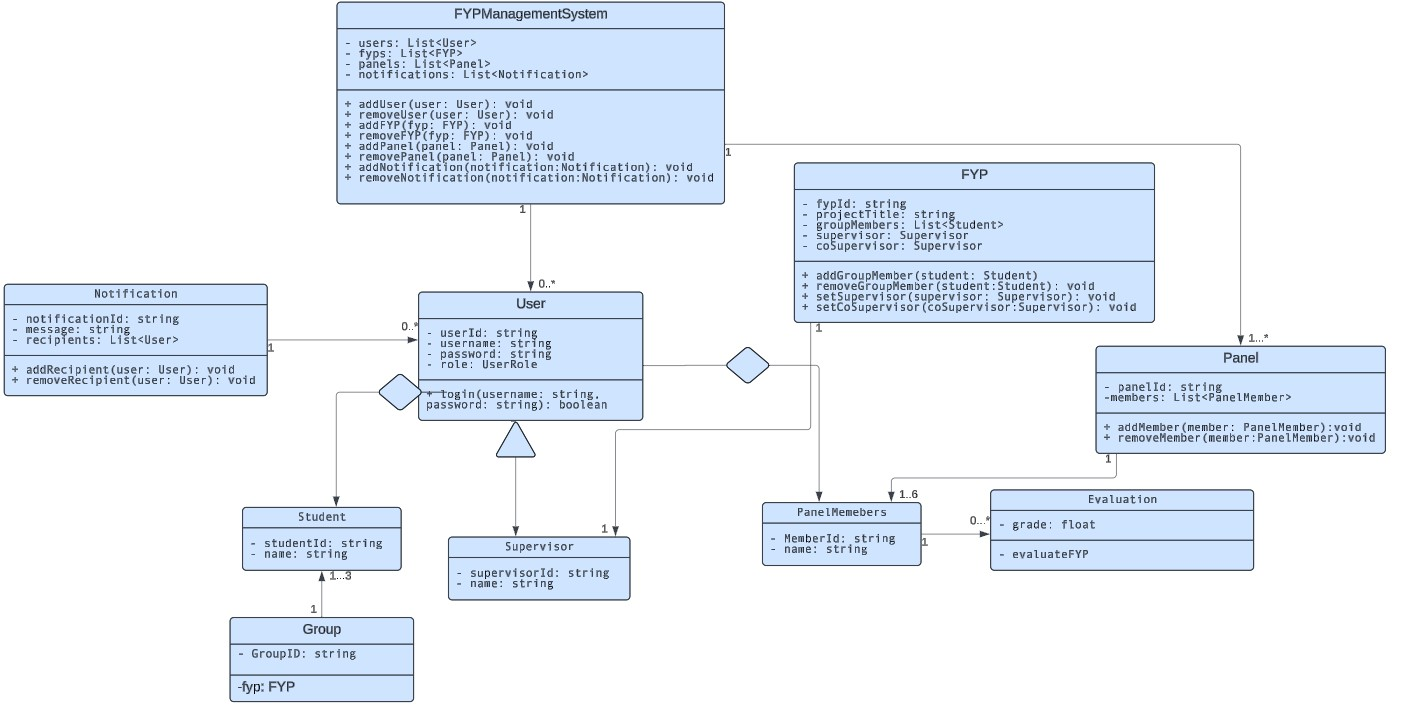 FYPManagementSystem
- users: List<User>
- fyps: List<FYP>
- panels: List<Panel>
- notifications: List<Notification>
+ addUser(user: User): void
+ removeUser(user: User): void
+ addFYP(fyp: FYP): void
+ removeFYP(fyp: FYP): void
+ addPanel(panel: Panel): void
+ removePanel(panel: Panel): void
+ addNotification(notification:Notification): void
+ removeNotification(notification:Notification): void
1
1
FYP
- fypId: string
- projectTitle: string
- groupMembers: List<Student>
- supervisor: Supervisor
- coSupervisor: Supervisor
+ addGroupMember(student: Student)
+ removeGroupMember(student:Student): void
+ setSupervisor(supervisor: Supervisor): void
+ setCoSupervisor(coSupervisor:Supervisor): void
1
Notification
- notificationId: string
- message: string
- recipients: List<User>
+ addRecipient(user: User): void
+ removeRecipient(user: User): void
1
0..*
0..*
User
- userId: string
- username: string
- password: string
- role: UserRole
+ login(username: string,
password: string): boolean
1...*
Panel
- panelId: string
-members: List<PanelMember>
+ addMember(member: PanelMember):void
+ removeMember(member:PanelMember):void
1
1..6
PanelMemebers
- MemberId: string
- name: string
1
0...*
Evaluation
- grade: float
- evaluateFYP
Student
- studentId: string
- name: string
1...3
1
1
Supervisor
- supervisorId: string
- name: string
Group
- GroupID: string
-fyp: FYP